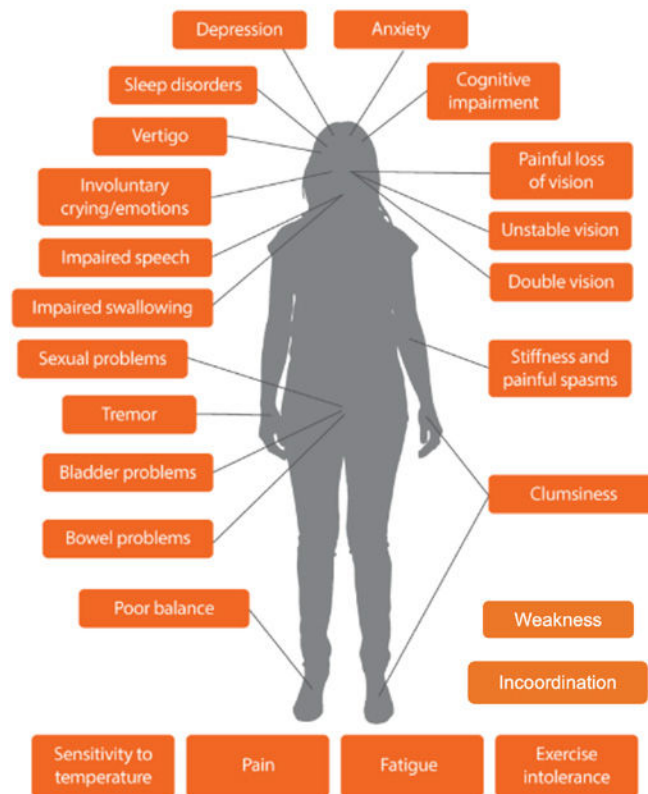 Depression
Anxiety
Sleep disorders
Cognitive
impairment
Vertigo
Painful loss
of vision
Involuntary
crying/emotions
Unstable vision
Impaired speech
Double vision
Impaired swallowing
Sexual problems
Stiffness and
painful spasms
Tremor
Bladder problems
Clumsiness
Bowel problems
Poor balance
Weakness
Incoordination
Sensitivity to
temperature
Pain
Fatigue
Exercise
intolerance